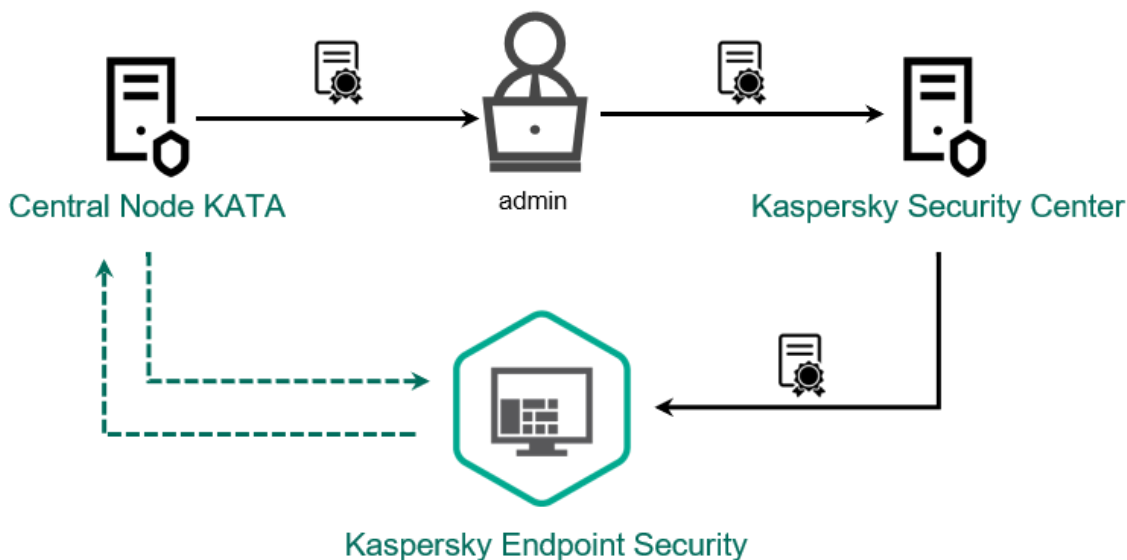 admin
Central Node KATA
Kaspersky Security Center
Kaspersky Endpoint Security